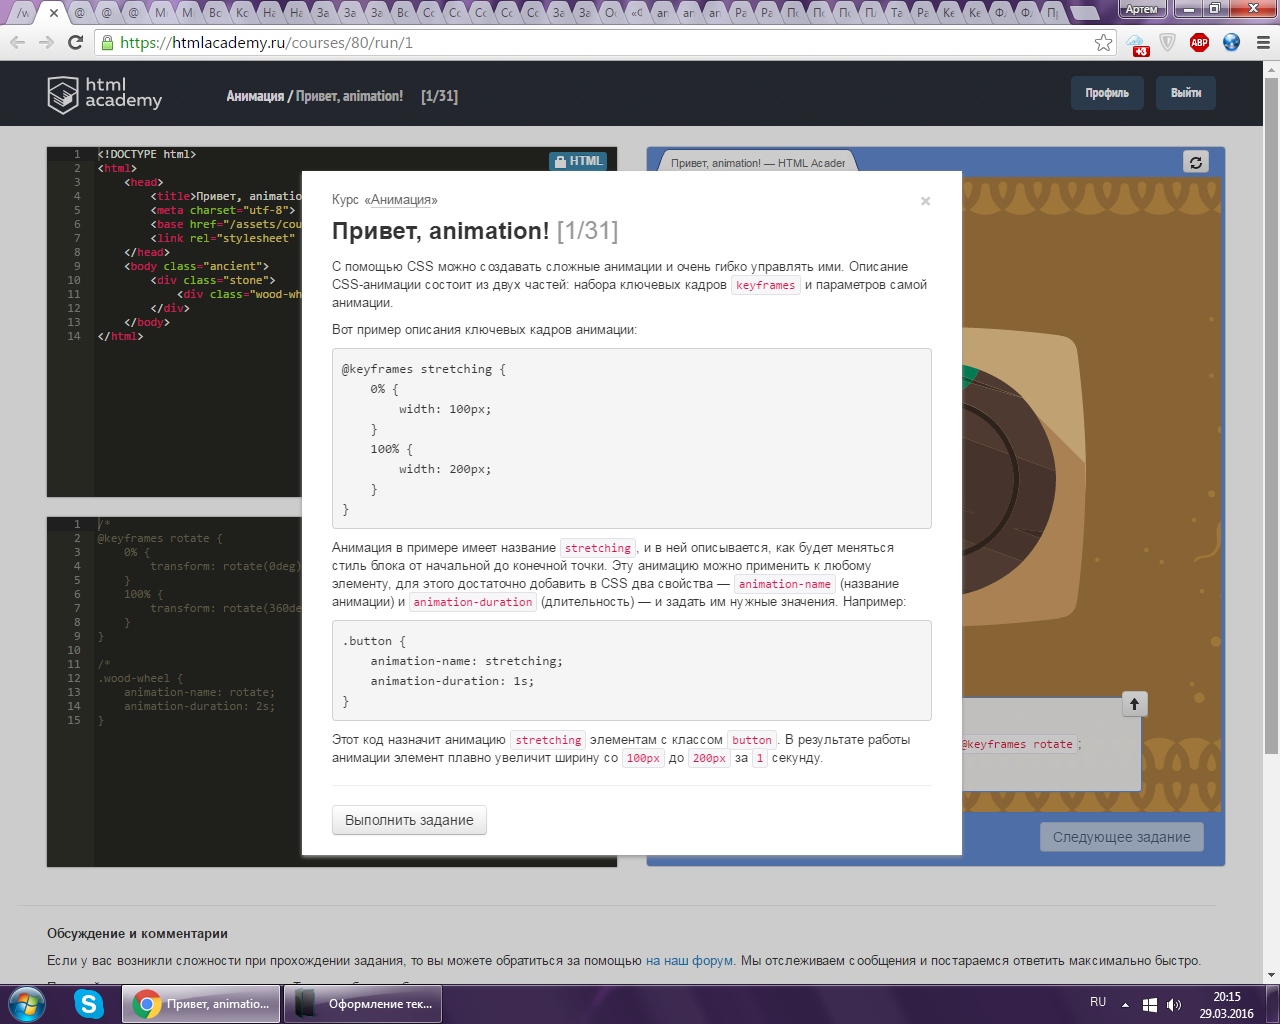 Артем
https://htmlacademy.ru/courses/80/run/1
+3
ABP
html
academy
Анимация / Привет, animation! [1/31]
Профиль
Выйти
1 <!DOCTYPE html>
2 <html>
3 <head>
4 <title>Привет, animatio
5 <meta charset="utf-8">
6 <base href="/assets/cou
7 <link rel="stylesheet"
8 </head>
9 <body class="ancient">
10 <div class="stone">
11 <div class="wood-wh
12 </div>
13 </body>
14 </html>
HTML
Привет, animation! — HTML Academ
Курс «Анимация»
×
Привет, animation! [1/31]
С помощью CSS можно создавать сложные анимации и очень гибко управлять ими. Описание
CSS-анимации состоит из двух частей: набора ключевых кадров keyframes и параметров самой
анимации.
Вот пример описания ключевых кадров анимации:
@keyframes stretching {
0% {
width: 100px;
}
100% {
width: 200px;
}
}
Анимация в примере имеет название stretching, и в ней описывается, как будет меняться
стиль блока от начальной до конечной точки. Эту анимацию можно применить к любому
элементу, для этого достаточно добавить в CSS два свойства — animation-name (название
анимации) и animation-duration (длительность) — и задать им нужные значения. Например:
.button {
animation-name: stretching;
animation-duration: 1s;
}
Этот код назначит анимацию stretching элементам с классом button. В результате работы
анимации элемент плавно увеличит ширину со 100px до 200px за 1 секунду.
Выполнить задание
1 /*
2 @keyframes rotate {
3 0% {
4 transform: rotate(0deg)
5 }
6 100% {
7 transform: rotate(360de
8 }
9 }
10
11 /*
12 .wood-wheel {
13 animation-name: rotate;
14 animation-duration: 2s;
15 }
@keyframes rotate;
Следующее задание
Обсуждение и комментарии
Если у вас возникли сложности при прохождении задания, то вы можете обратиться за помощью на наш форум. Мы отслеживаем сообщения и постараемся ответить максимально быстро.
Привет, animatio...
Оформление тек...
RU
20:15
29.03.2016